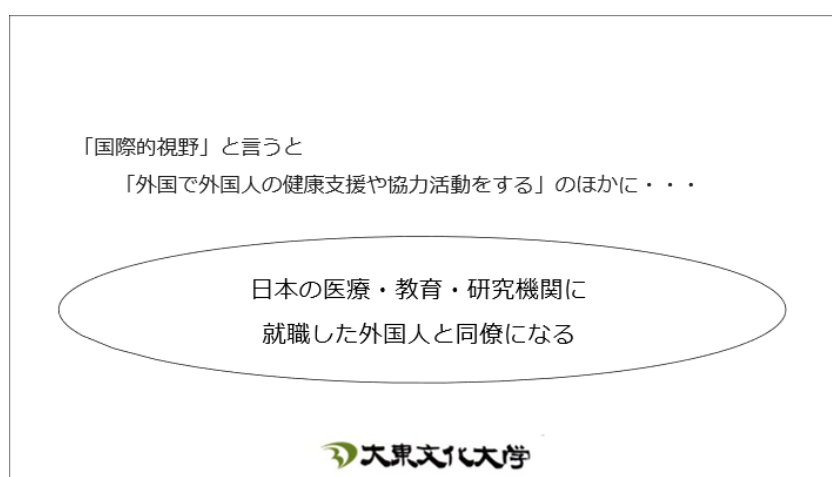 「国際的視野」と言うと
「外国で外国人の健康支援や協力活動をする」のほかに・・・
日本の医療・教育・研究機関に
就職した外国人と同僚になる
大東文化大学